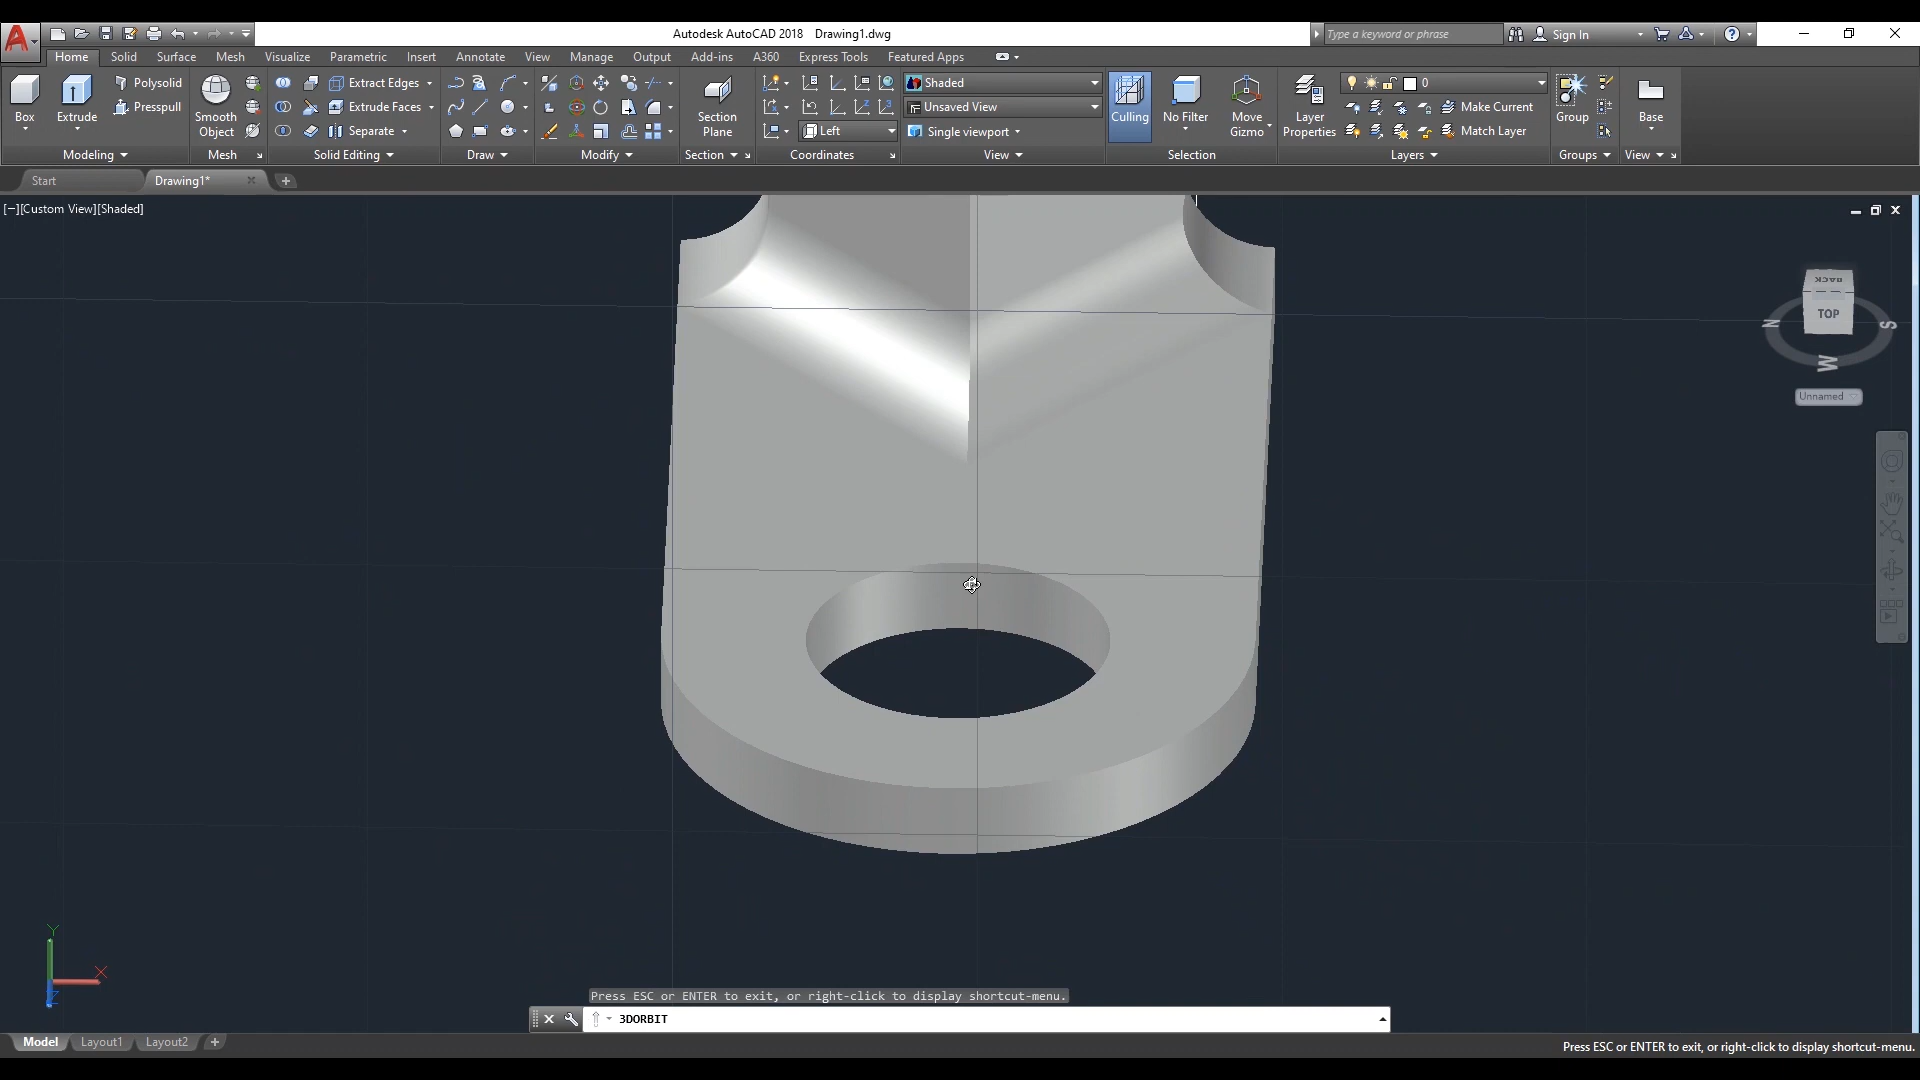 Autodesk AutoCAD 2018 Drawing1.dwg
Type a keyword or phrase
Sign In
Home Solid Surface Mesh Visualize Parametric Insert Annotate View Manage Output Add-ins A360 Express Tools Featured Apps
Box
Extrude
Polysolid
Presspull
Smooth
Object
Extract Edges
Extrude Faces
Separate
Section
Plane
Left
Shaded
Unsaved View
Single viewport
Culling
No Filter
Move
Gizmo
Layer
Properties
0
Make Current
Match Layer
Group
Base
Modeling Mesh Solid Editing Draw Modify Section Coordinates View Selection Layers Groups View
Start Drawing1*
[−][Custom View][Shaded]
BACK
TOP
N S
W
Unnamed
Y
X
Z
Press ESC or ENTER to exit, or right-click to display shortcut-menu.
3DORBIT
Model Layout1 Layout2
Press ESC or ENTER to exit, or right-click to display shortcut-menu.